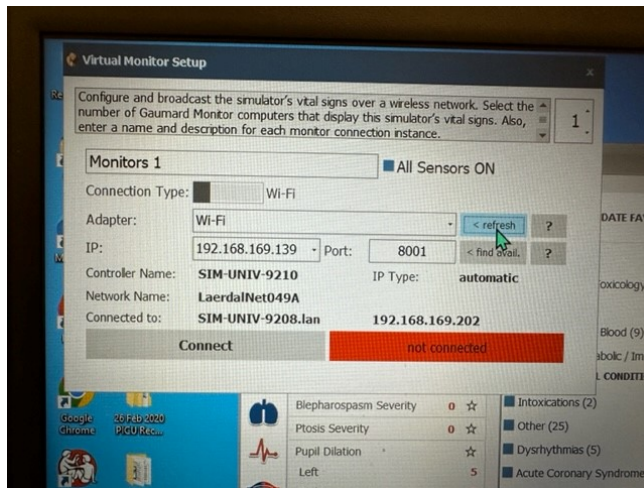 Virtual Monitor Setup
x
Configure and broadcast the simulator's vital signs over a wireless network. Select the
number of Gaumard Monitor computers that display this simulator's vital signs. Also,
enter a name and description for each monitor connection instance.
1
Monitors 1
All Sensors ON
Connection Type: Wi-Fi
Adapter: Wi-Fi < refresh ?
IP: 192.168.169.139 Port: 8001 < find avail. ?
Controller Name: SIM-UNIV-9210 IP Type: automatic
Network Name: LaerdalNet049A
Connected to: SIM-UNIV-9208.lan 192.168.169.202
Connect not connected
DATE FA
oxicology
Blood (9)
abolic / Im
L CONDITI
Google
Chrome
26 Feb 2020
PICU Rec...
Blepharospasm Severity 0 ☆
Ptosis Severity 0 ☆
Pupil Dilation ☆
Left 5
Intoxications (2)
Other (25)
Dysrhythmias (5)
Acute Coronary Syndrome